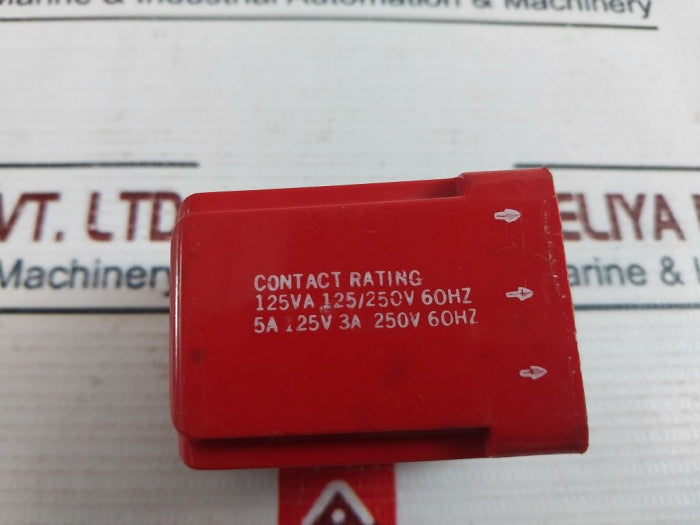 Marine & Industrial Automation & Machinery
VT. LTD
ELIYA
Machinery
rine &
CONTACT RATING
125VA 125/250V 60HZ
5A 125V 3A 250V 60HZ